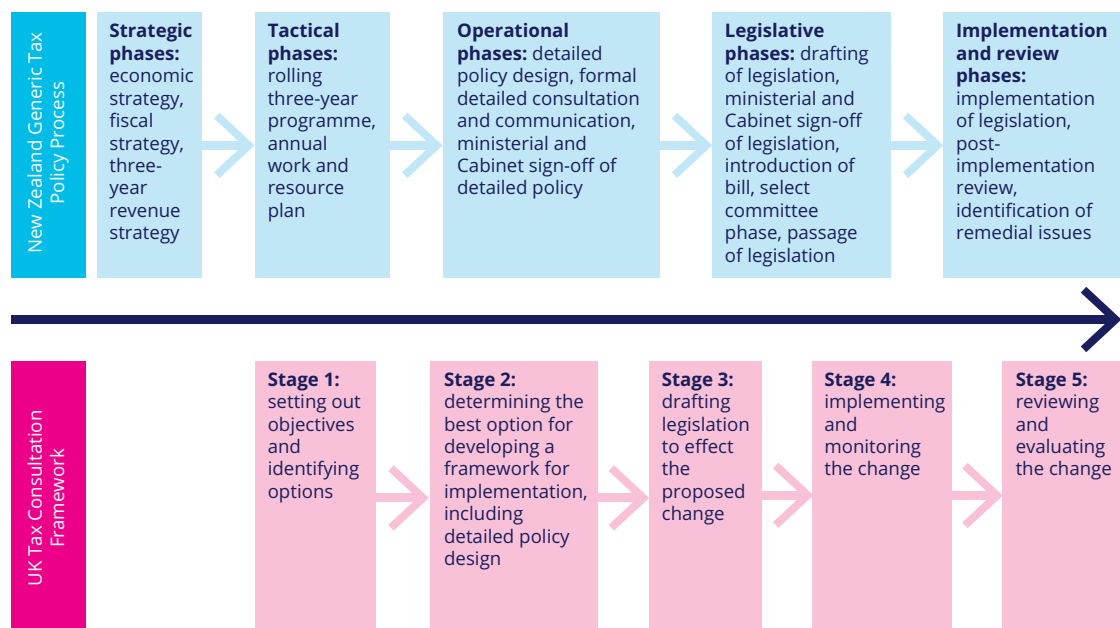 New Zealand Generic Tax
Policy Process
Strategic
phases:
economic
strategy,
fiscal
strategy,
three-
year
revenue
strategy
Tactical
phases:
rolling
three-year
programme,
annual
work and
resource
plan
Operational
phases: detailed
policy design, formal
detailed consultation
and communication,
ministerial and
Cabinet sign-off of
detailed policy
Legislative
phases: drafting
of legislation,
ministerial and
Cabinet sign-off
of legislation,
introduction of
bill, select
committee
phase, passage
of legislation
Implementation
and review
phases:
implementation
of legislation,
post-
implementation
review,
identification of
remedial issues
UK Tax Consultation
Framework
Stage 1:
setting out
objectives
and
identifying
options
Stage 2:
determining the
best option for
developing a
framework for
implementation,
including
detailed policy
design
Stage 3:
drafting
legislation
to effect
the
proposed
change
Stage 4:
implementing
and
monitoring
the change
Stage 5:
reviewing
and
evaluating
the change